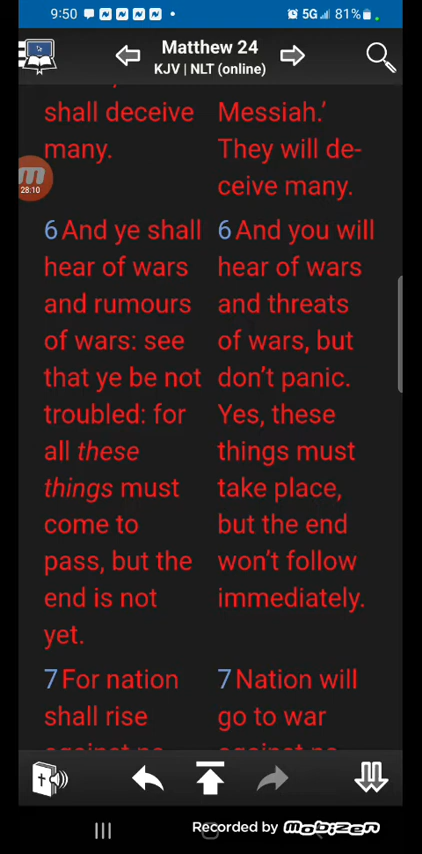 9:50 5G 81%
Matthew 24
KJV | NLT (online)
shall deceive
many.
Messiah.’
They will de-
ceive many.
28:10
6 And ye shall
hear of wars
and rumours
of wars: see
that ye be not
troubled: for
all these
things must
come to
pass, but the
end is not
yet.
7 For nation
shall rise
6 And you will
hear of wars
and threats
of wars, but
don’t panic.
Yes, these
things must
take place,
but the end
won’t follow
immediately.
7 Nation will
go to war
Recorded by mobizen